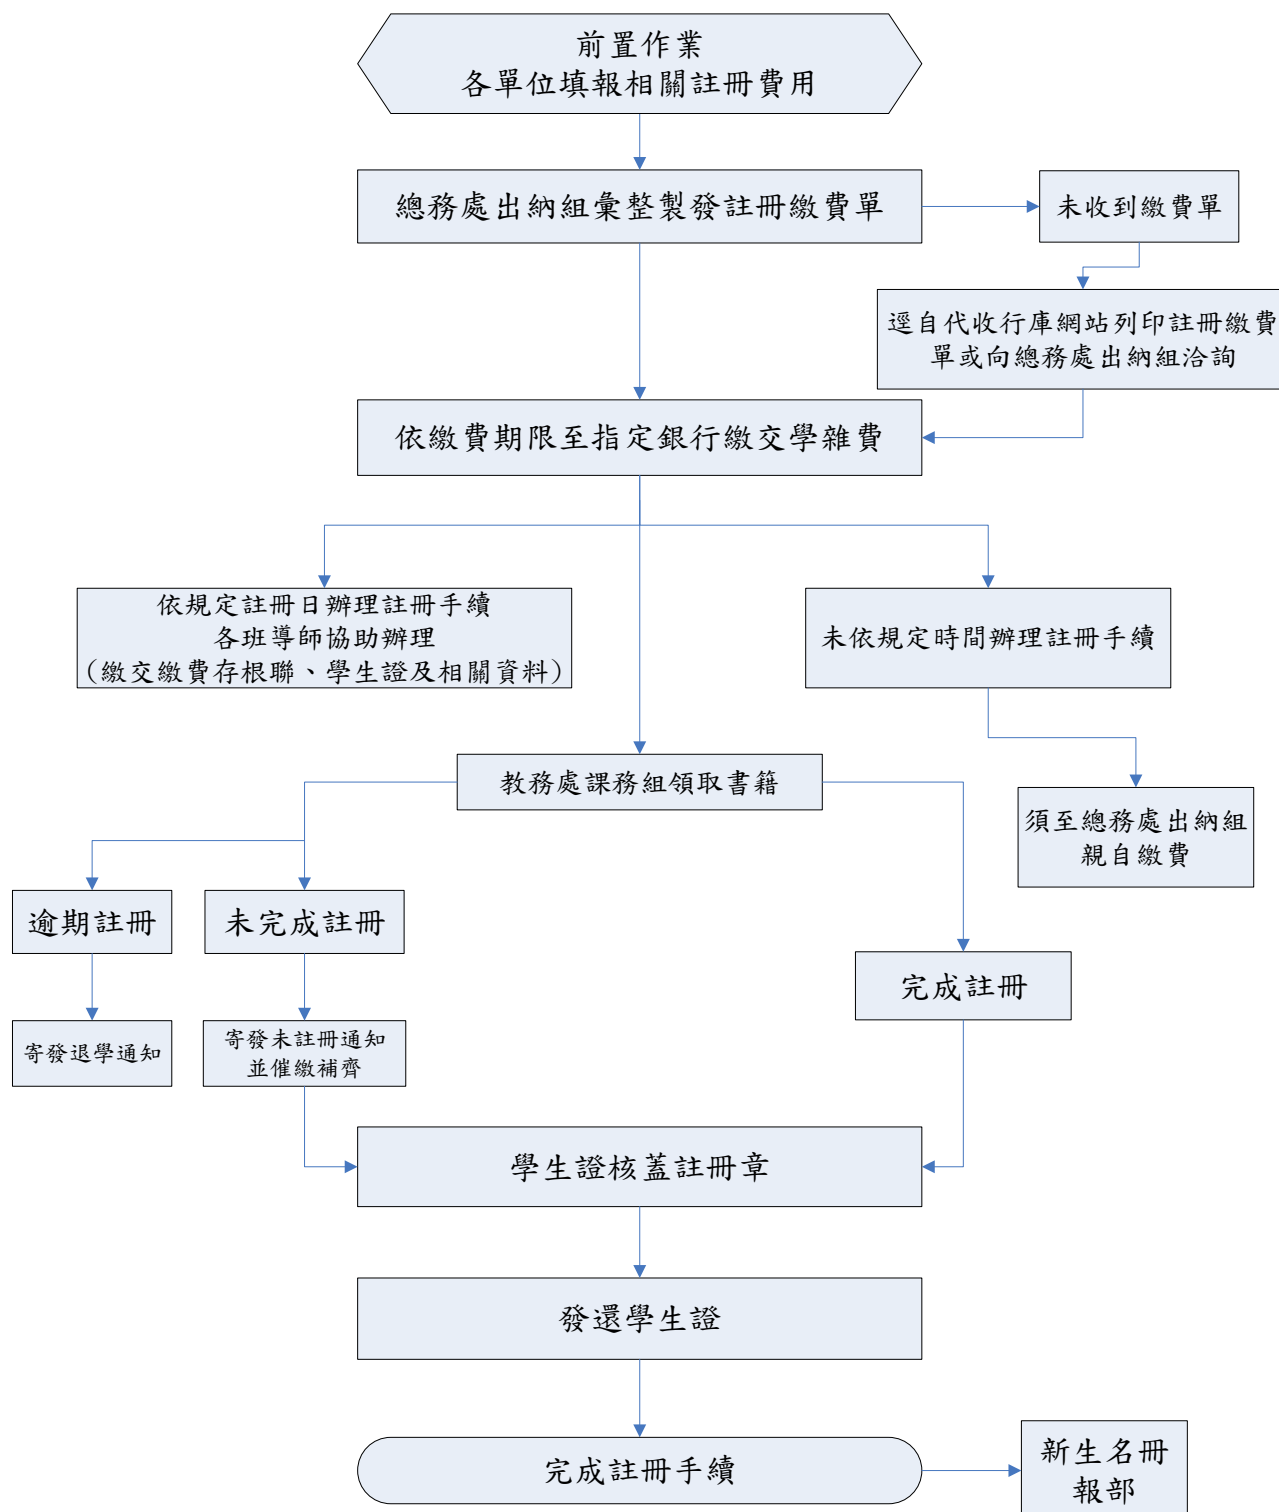 前置作業
各單位填報相關註冊費用
總務處出納組彙整製發註冊繳費單
未收到繳費單
逕自代收行庫網站列印註冊繳費
單或向總務處出納組洽詢
依繳費期限至指定銀行繳交學雜費
依規定註冊日辦理註冊手續
各班導師協助辦理
（繳交繳費存根聯、學生證及相關資料）
未依規定時間辦理註冊手續
教務處課務組領取書籍
須至總務處出納組
親自繳費
逾期註冊
未完成註冊
完成註冊
寄發退學通知
寄發未註冊通知
並催繳補齊
學生證核蓋註冊章
發還學生證
完成註冊手續
新生名冊
報部